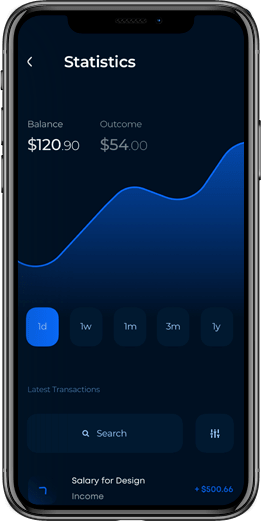 Statistics
Balance Outcome
$120.90 $54.00
1d 1w 1m 3m 1y
Latest Transactions
Search
Salary for Design
Income
+ $500.66